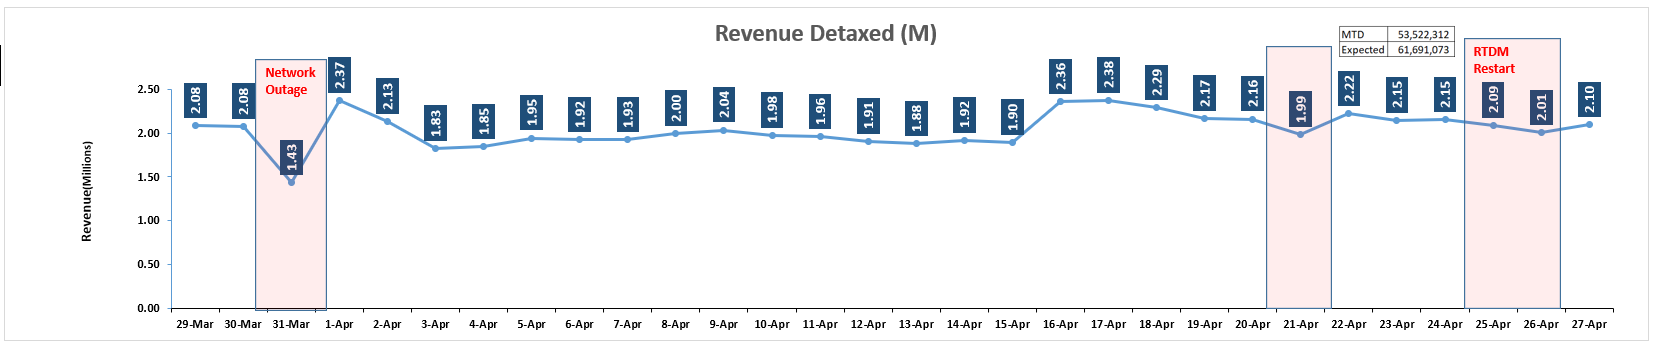 Revenue Detaxed (M)
MTD 53,522,312
Expected 61,691,073
Network
Outage
RTDM
Restart
Revenue(Millions)
2.50
2.00
1.50
1.00
0.50
0.00
2.08 2.08 1.43 2.37 2.13 1.83 1.85 1.95 1.92 1.93 2.00 2.04 1.98 1.96 1.91 1.88 1.92 1.90 2.36 2.38 2.29 2.17 2.16 1.99 2.22 2.15 2.15 2.09 2.01 2.10
29-Mar 30-Mar 31-Mar 1-Apr 2-Apr 3-Apr 4-Apr 5-Apr 6-Apr 7-Apr 8-Apr 9-Apr 10-Apr 11-Apr 12-Apr 13-Apr 14-Apr 15-Apr 16-Apr 17-Apr 18-Apr 19-Apr 20-Apr 21-Apr 22-Apr 23-Apr 24-Apr 25-Apr 26-Apr 27-Apr